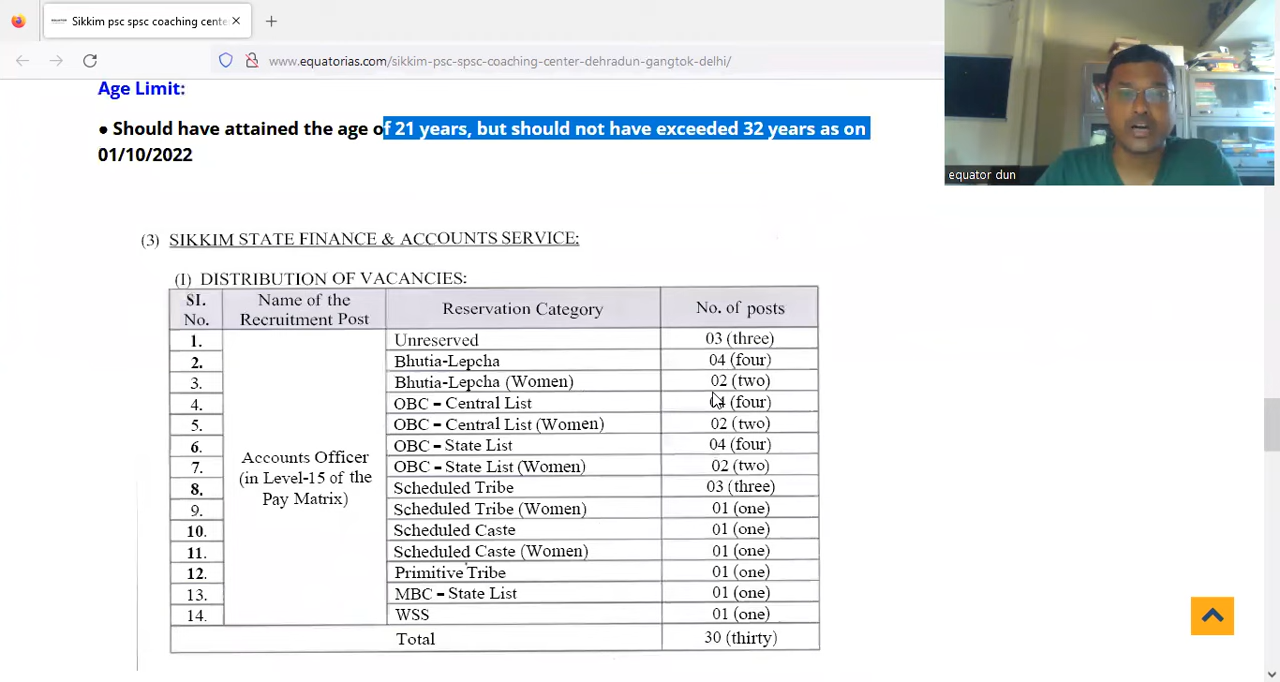 Sikkim psc spsc coaching cente
www.equatorias.com/sikkim-psc-spsc-coaching-center-dehradun-gangtok-delhi/
equator dun
Age Limit:
● Should have attained the age of 21 years, but should not have exceeded 32 years as on
01/10/2022
(3) SIKKIM STATE FINANCE & ACCOUNTS SERVICE:
(I) DISTRIBUTION OF VACANCIES:
SI. No. Name of the Recruitment Post Reservation Category No. of posts
Accounts Officer
(in Level-15 of the
Pay Matrix)
1. Unreserved 03 (three)
2. Bhutia-Lepcha 04 (four)
3. Bhutia-Lepcha (Women) 02 (two)
4. OBC - Central List 04 (four)
5. OBC - Central List (Women) 02 (two)
6. OBC - State List 04 (four)
7. OBC - State List (Women) 02 (two)
8. Scheduled Tribe 03 (three)
9. Scheduled Tribe (Women) 01 (one)
10. Scheduled Caste 01 (one)
11. Scheduled Caste (Women) 01 (one)
12. Primitive Tribe 01 (one)
13. MBC - State List 01 (one)
14. WSS 01 (one)
Total 30 (thirty)